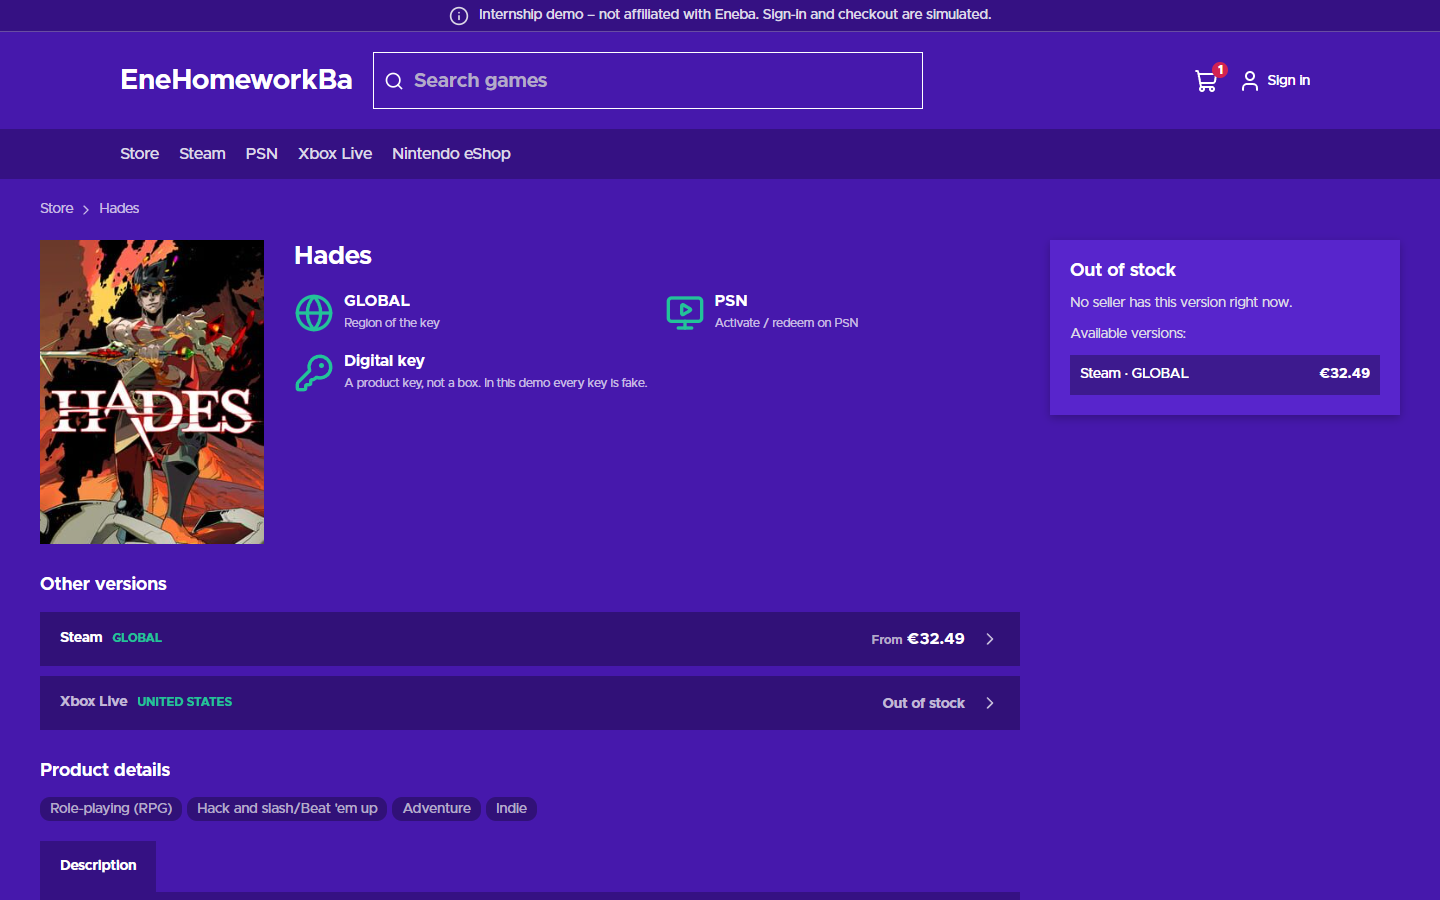 Internship demo – not affiliated with Eneba. Sign-in and checkout are simulated.
EneHomeworkBa
Search games
1
Sign in
Store
Steam
PSN
Xbox Live
Nintendo eShop
Store > Hades
HADES
Hades
GLOBAL
Region of the key
PSN
Activate / redeem on PSN
Digital key
A product key, not a box. In this demo every key is fake.
Out of stock
No seller has this version right now.
Available versions:
Steam · GLOBAL €32.49
Other versions
Steam GLOBAL From €32.49
Xbox Live UNITED STATES Out of stock
Product details
Role-playing (RPG)
Hack and slash/Beat 'em up
Adventure
Indie
Description